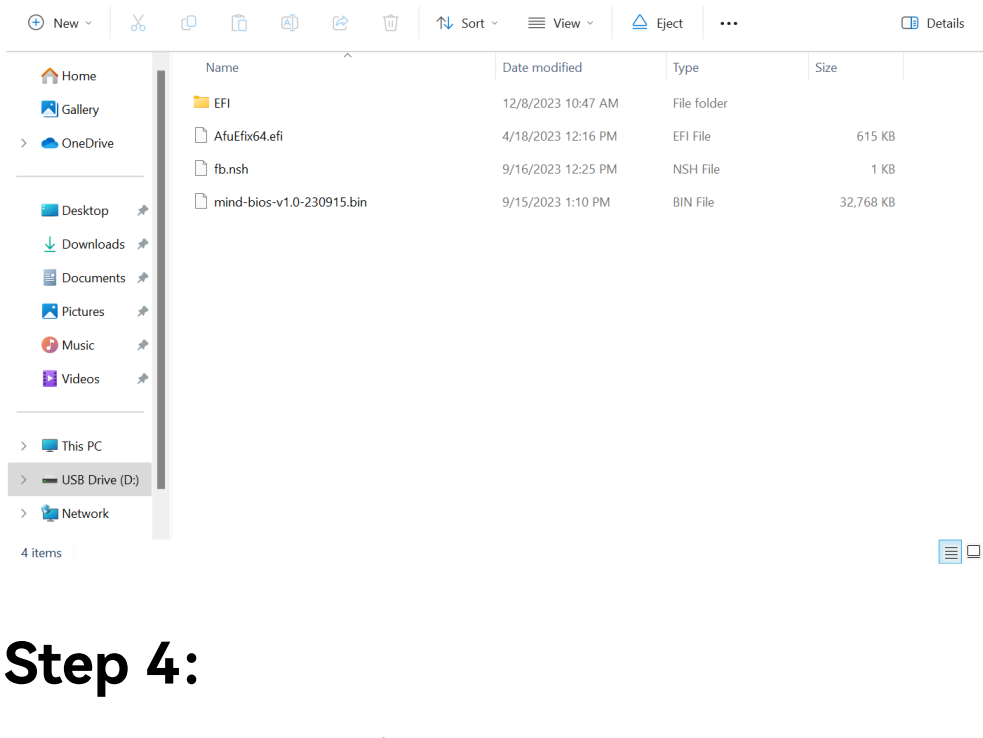 New Sort View Eject Details
Name Date modified Type Size
Home
Gallery
OneDrive
Desktop
Downloads
Documents
Pictures
Music
Videos
This PC
USB Drive (D:)
Network
EFI 12/8/2023 10:47 AM File folder
AfuEfix64.efi 4/18/2023 12:16 PM EFI File 615 KB
fb.nsh 9/16/2023 12:25 PM NSH File 1 KB
mind-bios-v1.0-230915.bin 9/15/2023 1:10 PM BIN File 32,768 KB
4 items
Step 4: